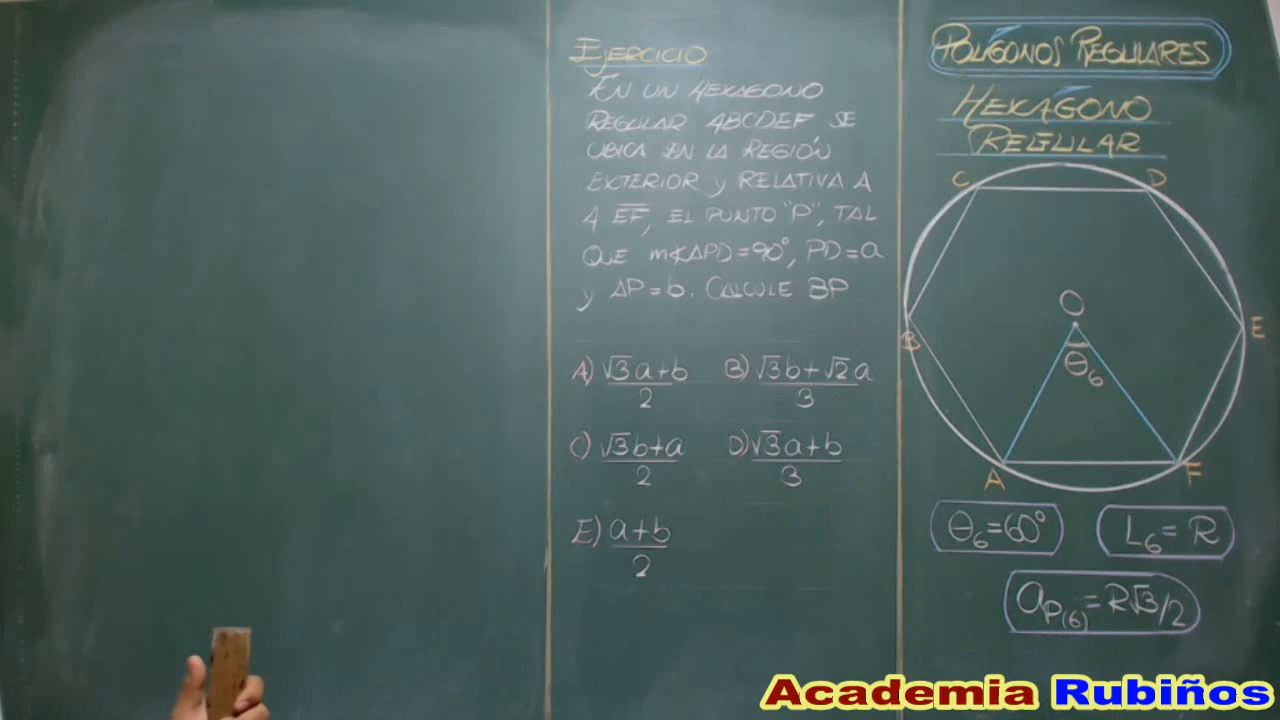 EJERCICIO
EN UN HEXAGONO
REGULAR ABCDEF SE
UBICA EN LA REGIÓN
EXTERIOR y RELATIVA A
A EF, EL PUNTO "P", TAL
QUE m∢APD=90°, PD=a
y AP=b. CALCULE BP
A) √3a+b/2 B) √3b+√2a/3
C) √3b+a/2 D) √3a+b/3
E) a+b/2
POLÍGONOS REGULARES
HEXÁGONO
REGULAR
C D
O
B E
θ6
A F
θ6=60° L6=R
aP(6)=R√3/2
Academia Rubiños